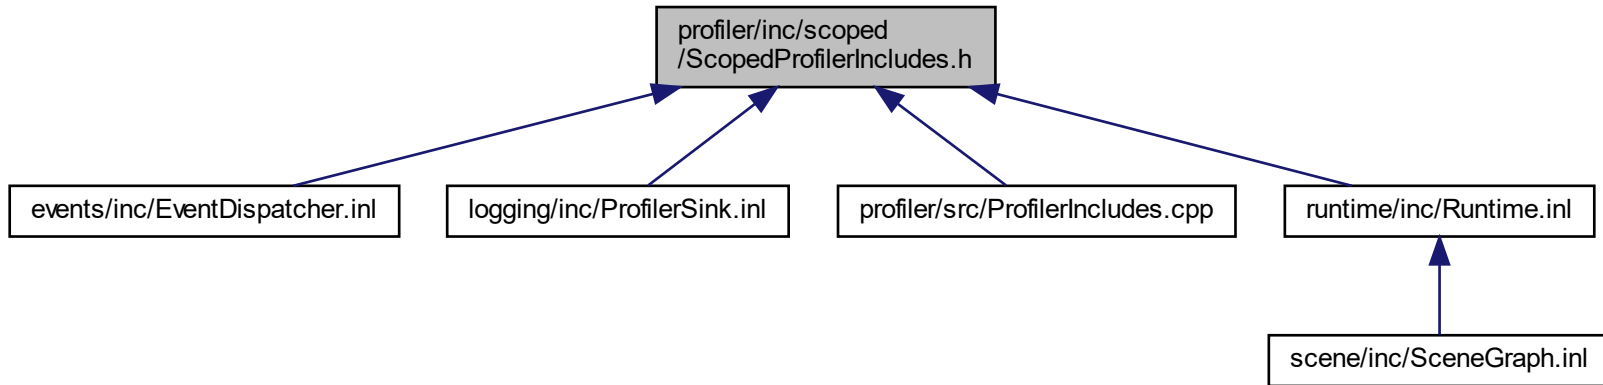 profiler/inc/scoped
/ScopedProfilerIncludes.h
events/inc/EventDispatcher.inl
logging/inc/ProfilerSink.inl
profiler/src/ProfilerIncludes.cpp
runtime/inc/Runtime.inl
scene/inc/SceneGraph.inl